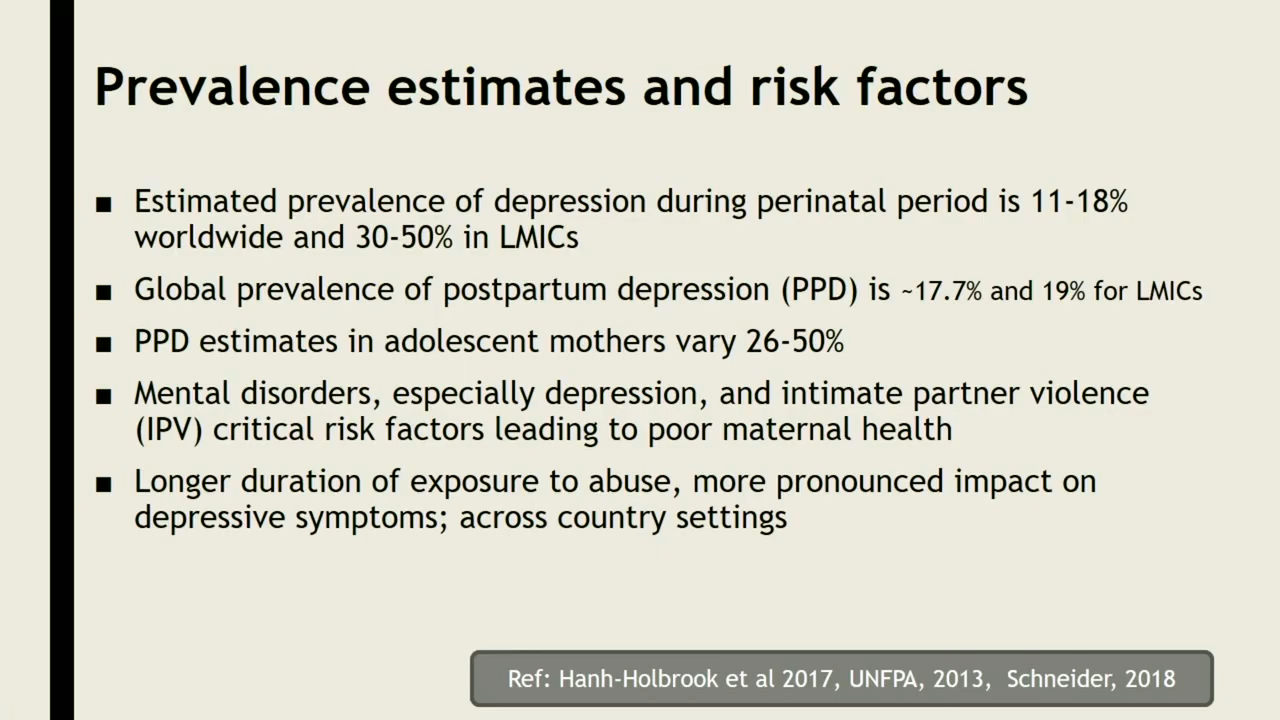 Prevalence estimates and risk factors
■ Estimated prevalence of depression during perinatal period is 11-18%
worldwide and 30-50% in LMICs
■ Global prevalence of postpartum depression (PPD) is ~17.7% and 19% for LMICs
■ PPD estimates in adolescent mothers vary 26-50%
■ Mental disorders, especially depression, and intimate partner violence
(IPV) critical risk factors leading to poor maternal health
■ Longer duration of exposure to abuse, more pronounced impact on
depressive symptoms; across country settings
Ref: Hanh-Holbrook et al 2017, UNFPA, 2013, Schneider, 2018